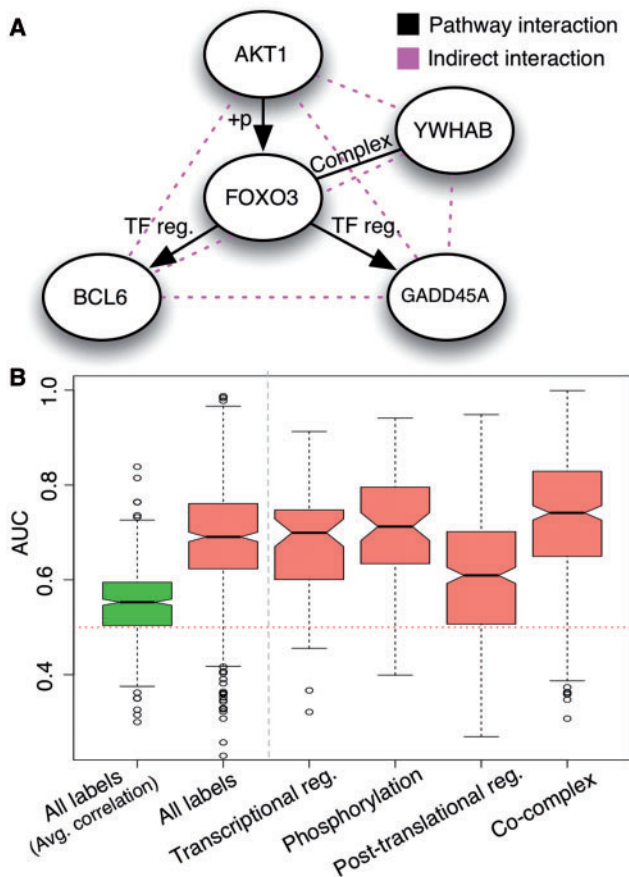 A
AKT1
Pathway interaction
Indirect interaction
+p
Complex
YWHAB
FOXO3
TF reg.
TF reg.
BCL6
GADD45A
B
AUC
1.0
0.8
0.6
0.4
All labels
(Avg. correlation)
All labels
Transcriptional reg.
Phosphorylation
Post-translational reg.
Co-complex